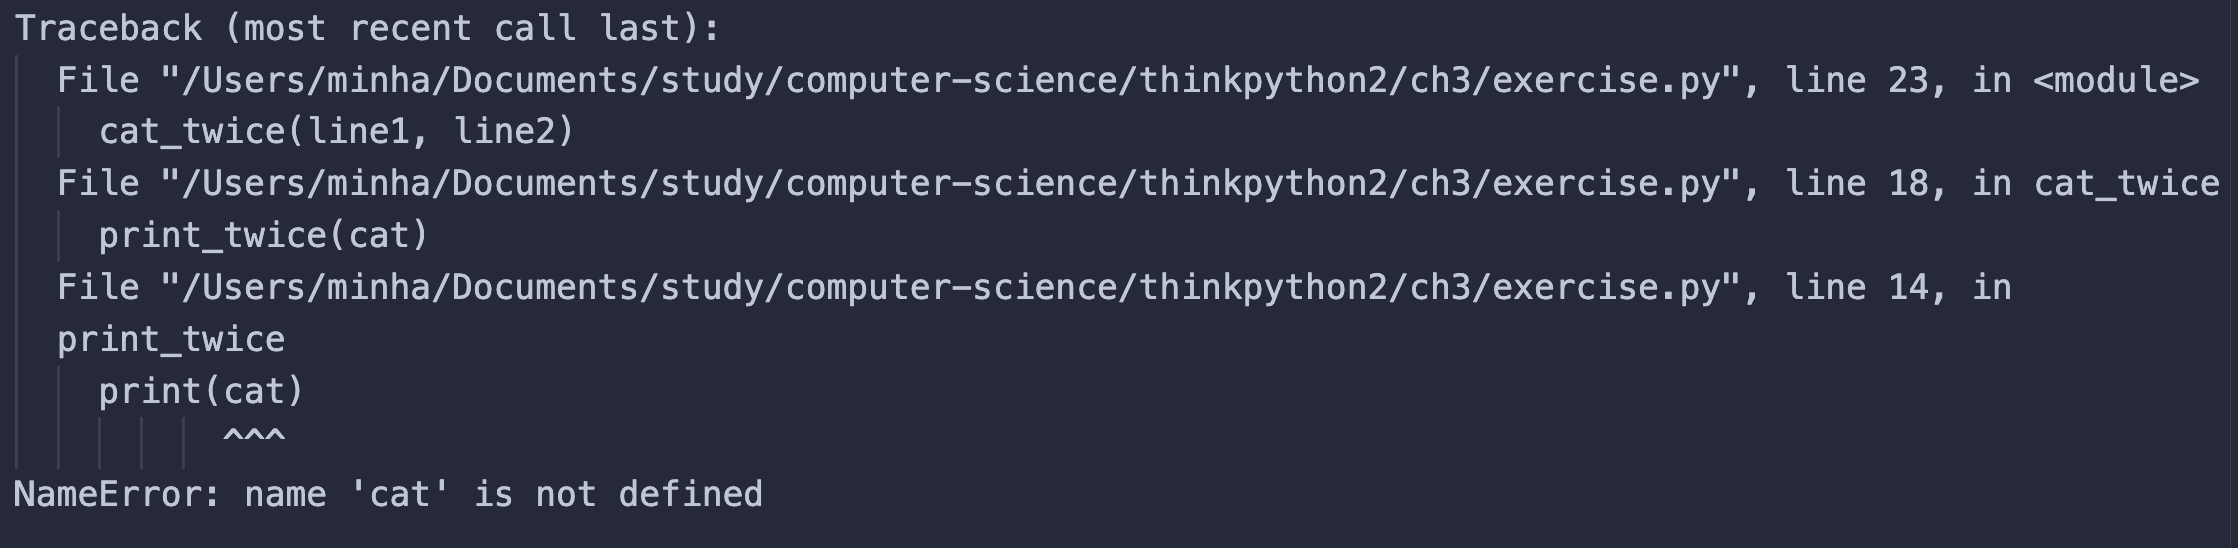 Traceback (most recent call last):
File "/Users/minha/Documents/study/computer-science/thinkpython2/ch3/exercise.py", line 23, in <module>
cat_twice(line1, line2)
File "/Users/minha/Documents/study/computer-science/thinkpython2/ch3/exercise.py", line 18, in cat_twice
print_twice(cat)
File "/Users/minha/Documents/study/computer-science/thinkpython2/ch3/exercise.py", line 14, in
print_twice
print(cat)
^^^
NameError: name 'cat' is not defined